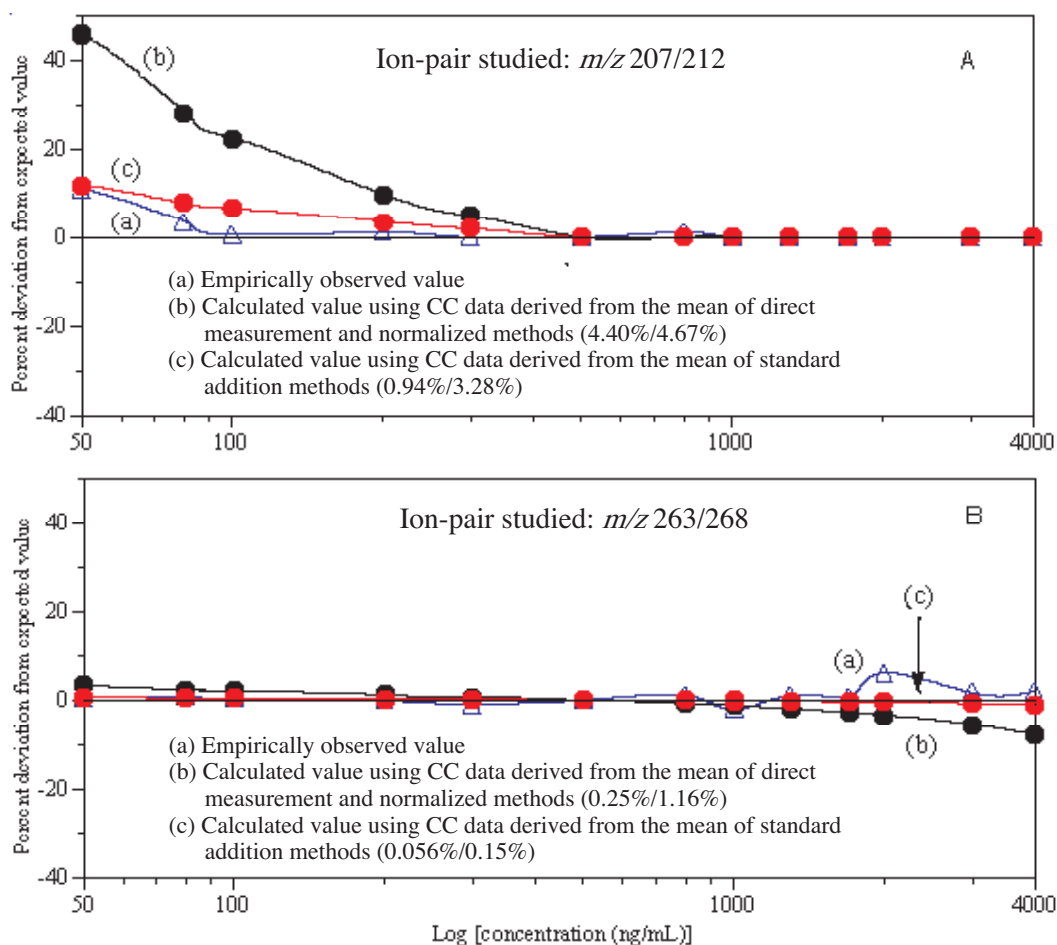 Ion-pair studied: m/z 207/212
A
Percent deviation from expected value
40
20
0
-20
-40
(b)
(c)
(a)
(a) Empirically observed value
(b) Calculated value using CC data derived from the mean of direct
measurement and normalized methods (4.40%/4.67%)
(c) Calculated value using CC data derived from the mean of standard
addition methods (0.94%/3.28%)
50
100
1000
4000
Ion-pair studied: m/z 263/268
B
Percent deviation from expected value
40
20
0
-20
-40
(c)
(a)
(b)
(a) Empirically observed value
(b) Calculated value using CC data derived from the mean of direct
measurement and normalized methods (0.25%/1.16%)
(c) Calculated value using CC data derived from the mean of standard
addition methods (0.056%/0.15%)
50
100
1000
4000
Log [concentration (ng/mL)]